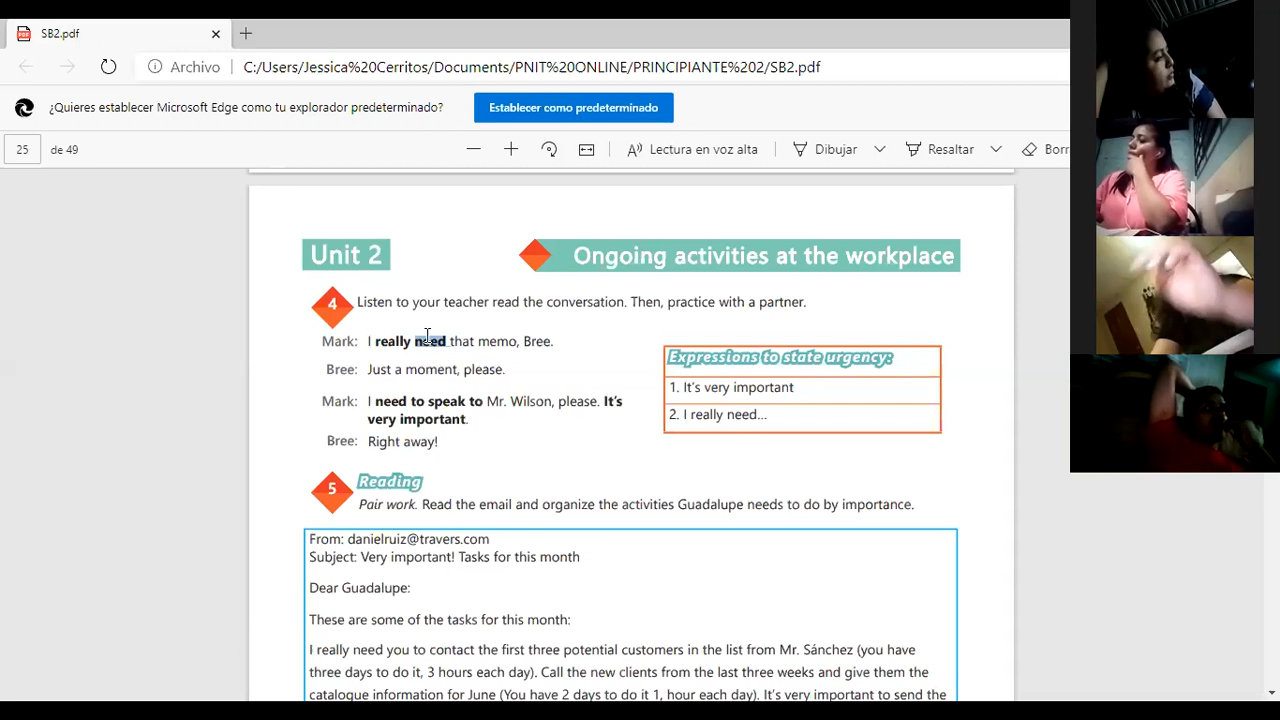 SB2.pdf
Archivo C:/Users/Jessica%20Cerritos/Documents/PNIT%20ONLINE/PRINCIPIANTE%202/SB2.pdf
¿Quieres establecer Microsoft Edge como tu explorador predeterminado? Establecer como predeterminado
25 de 49 Lectura en voz alta Dibujar Resaltar Borr
Unit 2 Ongoing activities at the workplace
4 Listen to your teacher read the conversation. Then, practice with a partner.
Mark: I really need that memo, Bree.
Bree: Just a moment, please.
Mark: I need to speak to Mr. Wilson, please. It's
very important.
Bree: Right away!
Expressions to state urgency:
1. It's very important
2. I really need...
5 Reading
Pair work. Read the email and organize the activities Guadalupe needs to do by importance.
From: danielruiz@travers.com
Subject: Very important! Tasks for this month
Dear Guadalupe:
These are some of the tasks for this month:
I really need you to contact the first three potential customers in the list from Mr. Sánchez (you have
three days to do it, 3 hours each day). Call the new clients from the last three weeks and give them the
catalogue information for June (You have 2 days to do it 1, hour each day). It's very important to send the